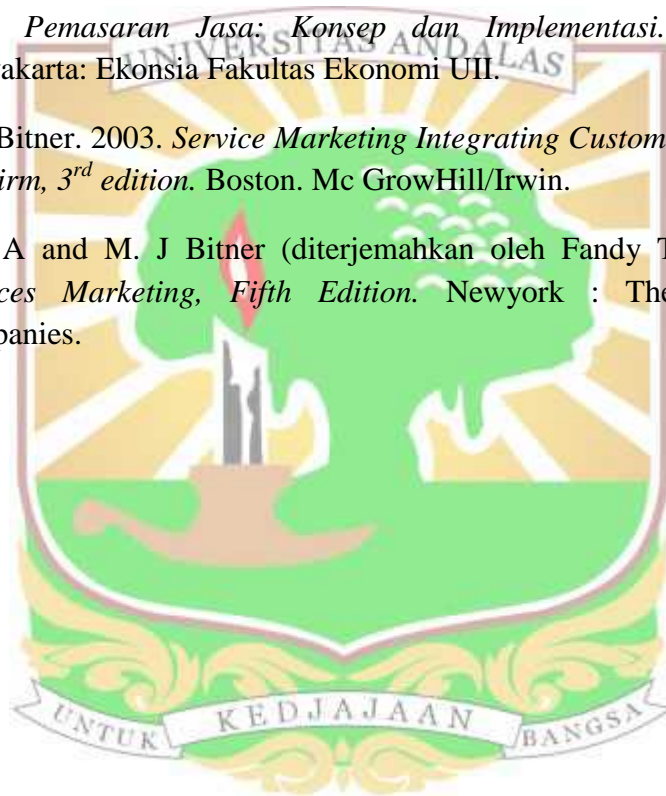 Pemasaran Jasa: Konsep dan Implementasi.
UNIVERSITAS ANDALAS
yakarta: Ekonsia Fakultas Ekonomi UII.
Bitner. 2003. Service Marketing Integrating Custom
irm, 3rd edition. Boston. Mc GrowHill/Irwin.
A and M. J Bitner (diterjemahkan oleh Fandy T
ces Marketing, Fifth Edition. Newyork : The
panies.
UNTUK KEDJAJAAN BANGSA